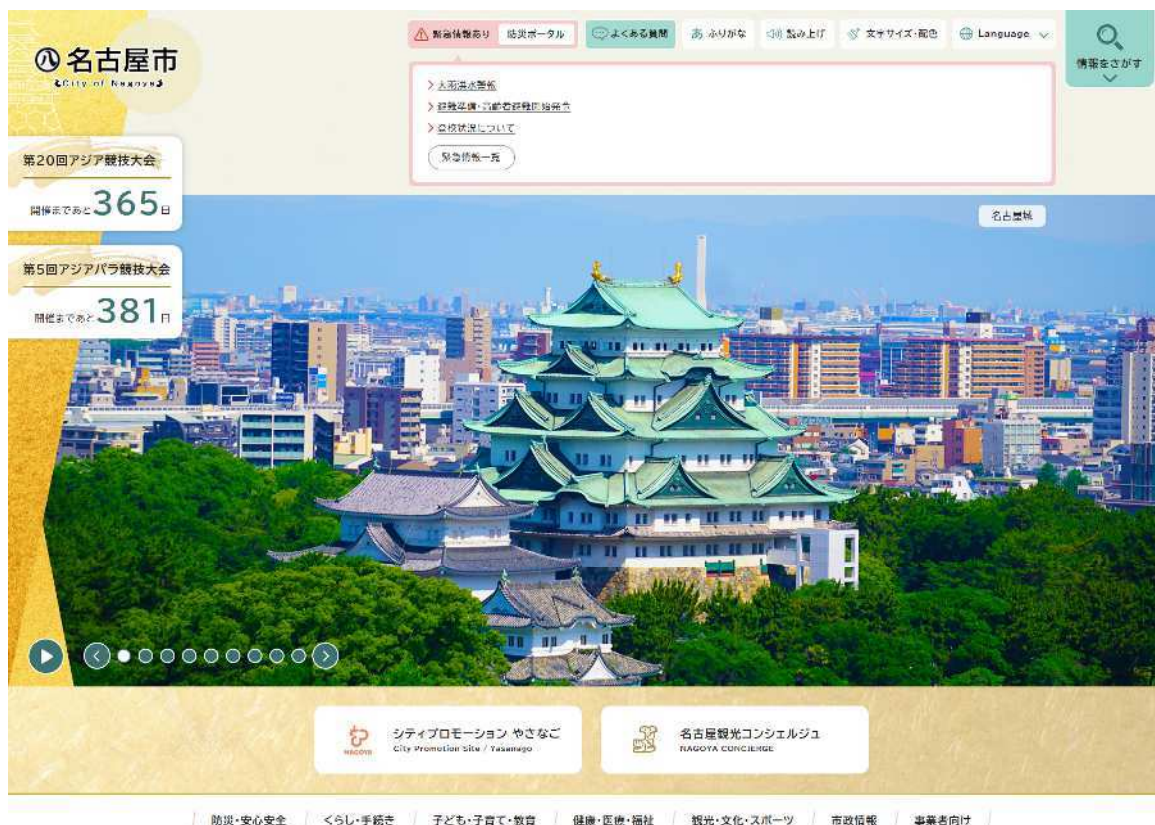 名古屋市
City of Nagoya
緊急情報あり
防災ポータル
よくある質問
あ ふりがな
読み上げ
文字サイズ・配色
Language
情報をさがす
大雨洪水警報
避難準備・高齢者避難開始発令
登校状況について
緊急情報一覧
第20回アジア競技大会
開催まであと365日
第5回アジアパラ競技大会
開催まであと381日
名古屋城
NAGOYA
シティプロモーション やさなご
City Promotion Site / Yasanago
名古屋観光コンシェルジュ
NAGOYA CONCIERGE
防災・安心安全
くらし・手続き
子ども・子育て・教育
健康・医療・福祉
観光・文化・スポーツ
市政情報
事業者向け